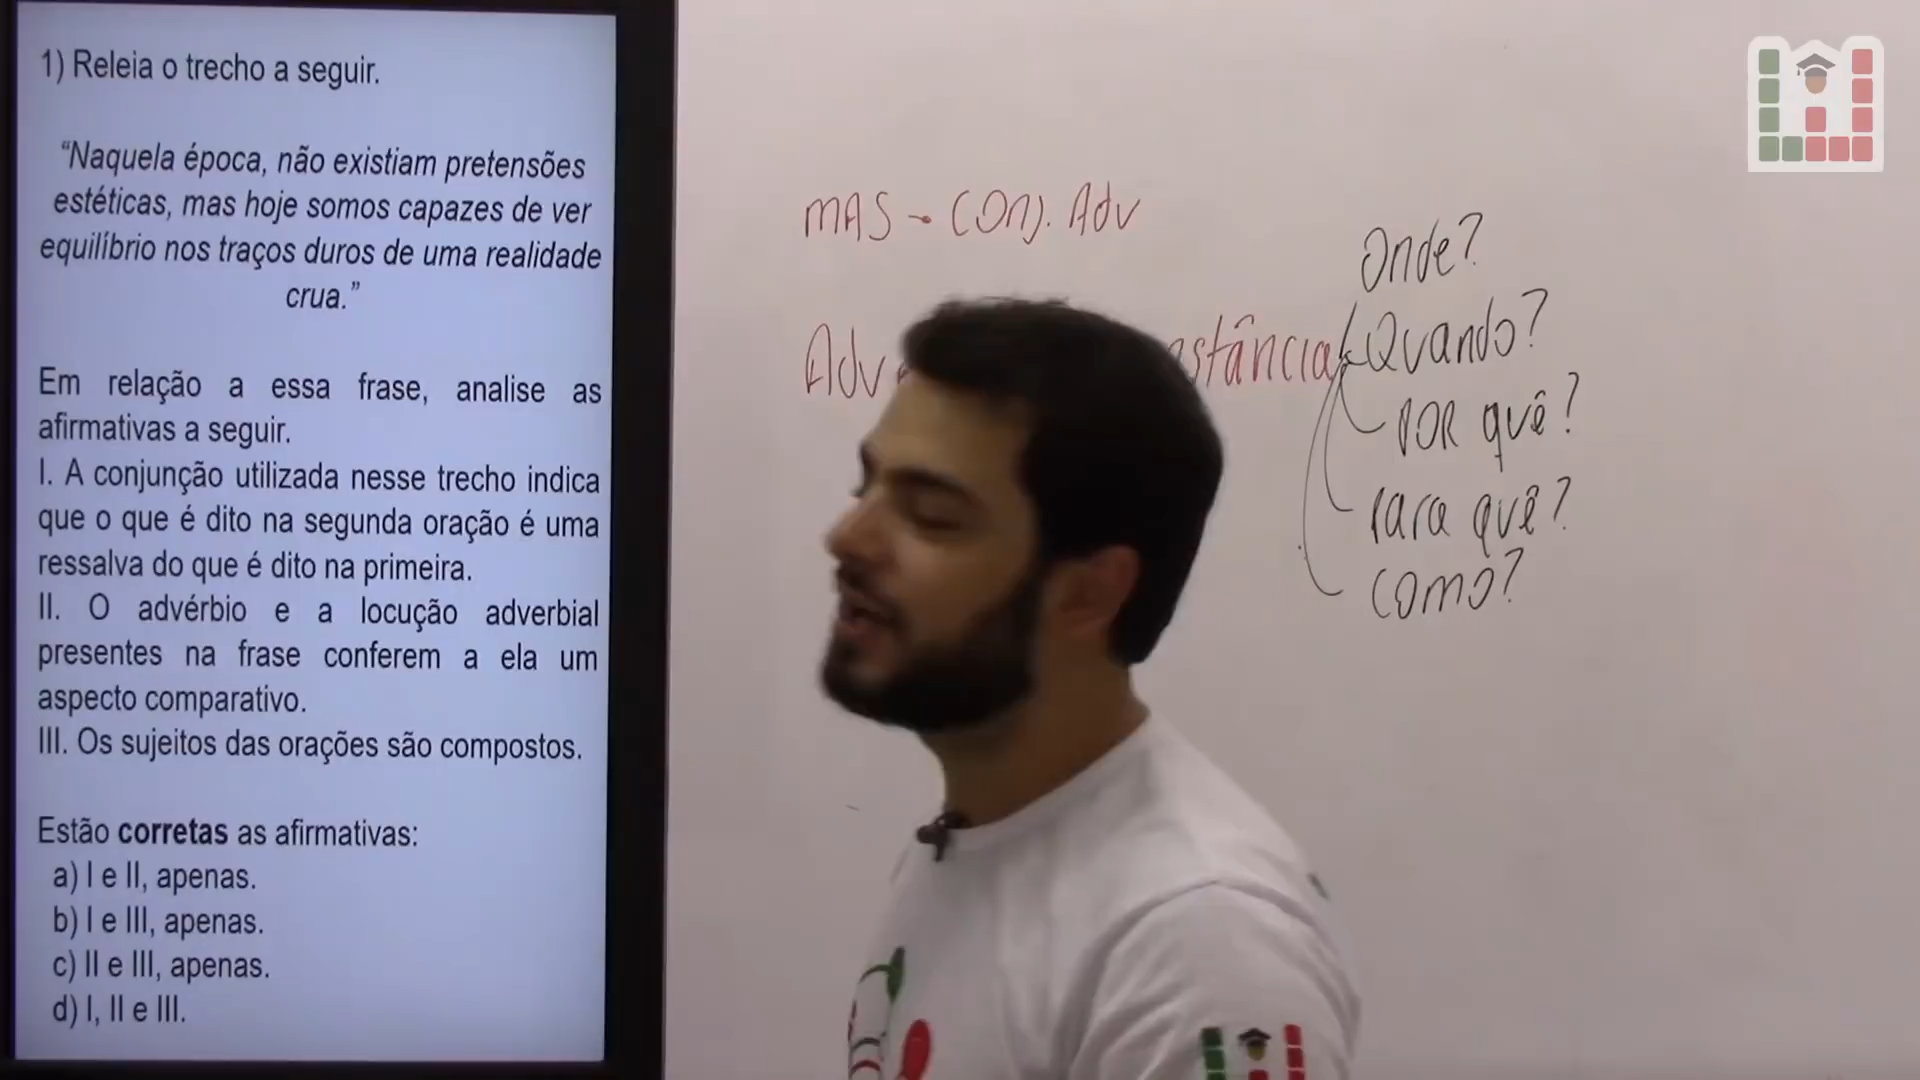 1) Releia o trecho a seguir.
“Naquela época, não existiam pretensões
estéticas, mas hoje somos capazes de ver
equilíbrio nos traços duros de uma realidade
crua.”
Em relação a essa frase, analise as
afirmativas a seguir.
I. A conjunção utilizada nesse trecho indica
que o que é dito na segunda oração é uma
ressalva do que é dito na primeira.
II. O advérbio e a locução adverbial
presentes na frase conferem a ela um
aspecto comparativo.
III. Os sujeitos das orações são compostos.
Estão corretas as afirmativas:
a) I e II, apenas.
b) I e III, apenas.
c) II e III, apenas.
d) I, II e III.
MAS - CONJ. Adv
Onde?
Quando?
POR quê?
Para quê?
Como?